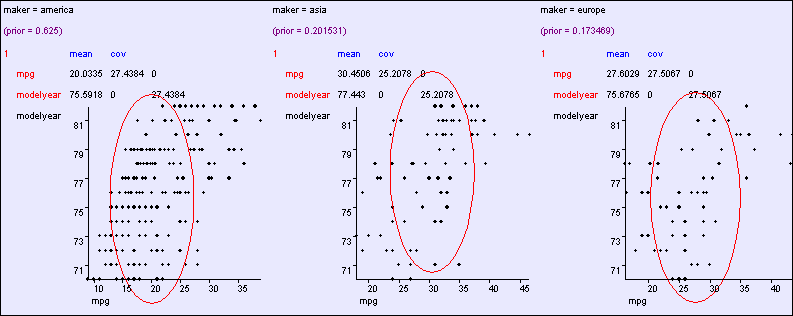 maker = america
(prior = 0.625)
1 mean cov
mpg 20.0335 27.4384 0
modelyear 75.5918 0 27.4384
modelyear
81
79
77
75
73
71
10 15 20 25 30 35
mpg
maker = asia
(prior = 0.201531)
1 mean cov
mpg 30.4506 25.2078 0
modelyear 77.443 0 25.2078
modelyear
81
79
77
75
73
71
20 25 30 35 40 45
mpg
maker = europe
(prior = 0.173469)
1 mean cov
mpg 27.6029 27.5067 0
modelyear 75.6765 0 27.5067
modelyear
81
79
77
75
73
71
20 30 40
mpg